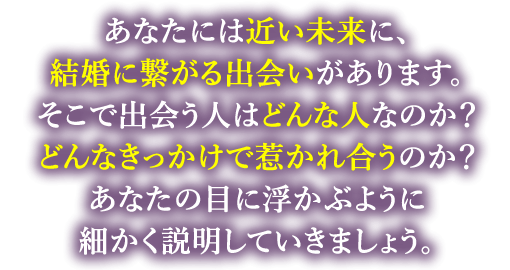 あなたには近い未来に、
結婚に繋がる出会いがあります。
そこで出会う人はどんな人なのか?
どんなきっかけで惹かれ合うのか?
あなたの目に浮かぶように
細かく説明していきましょう。